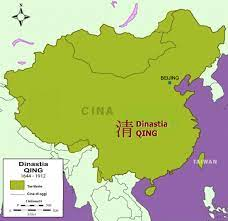 BEIJING
CINA
清 Dinastia
QING
TAIWAN
Dinastia
QING
1644 - 1912
Territorio
Cina di oggi